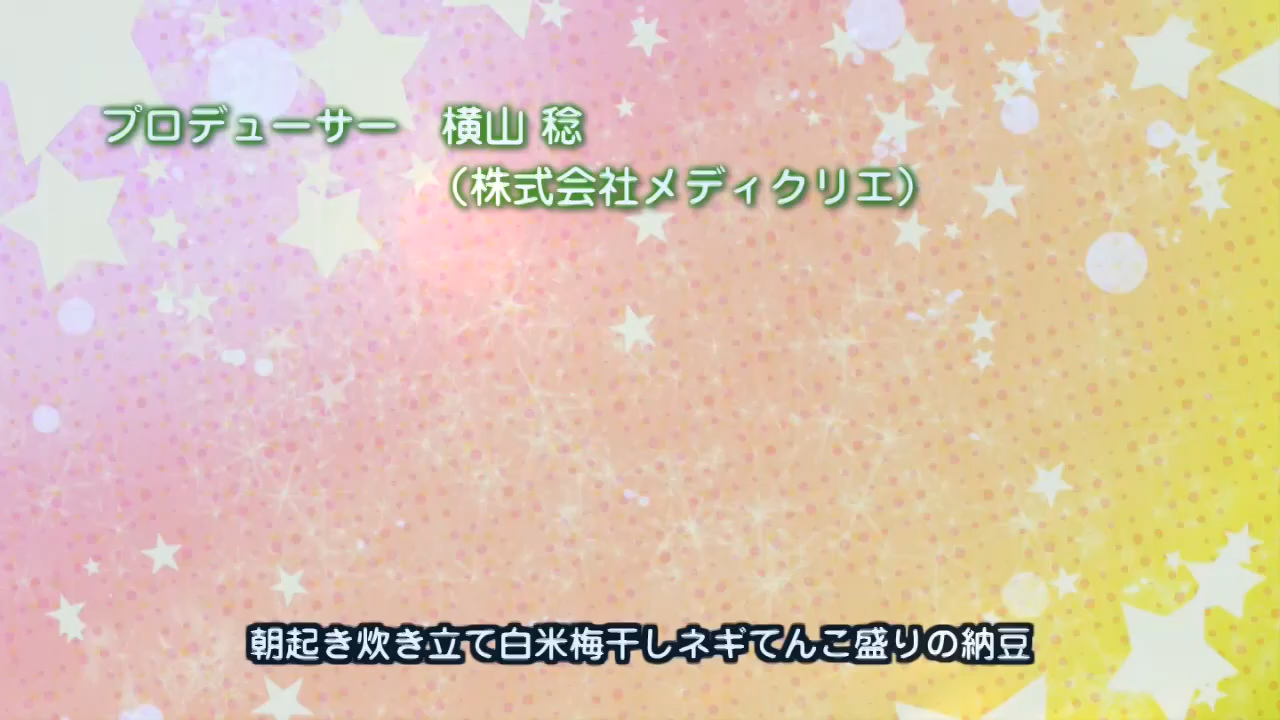 プロデューサー 横山 稔
（株式会社メディクリエ）
朝起き炊き立て白米梅干しネギてんこ盛りの納豆